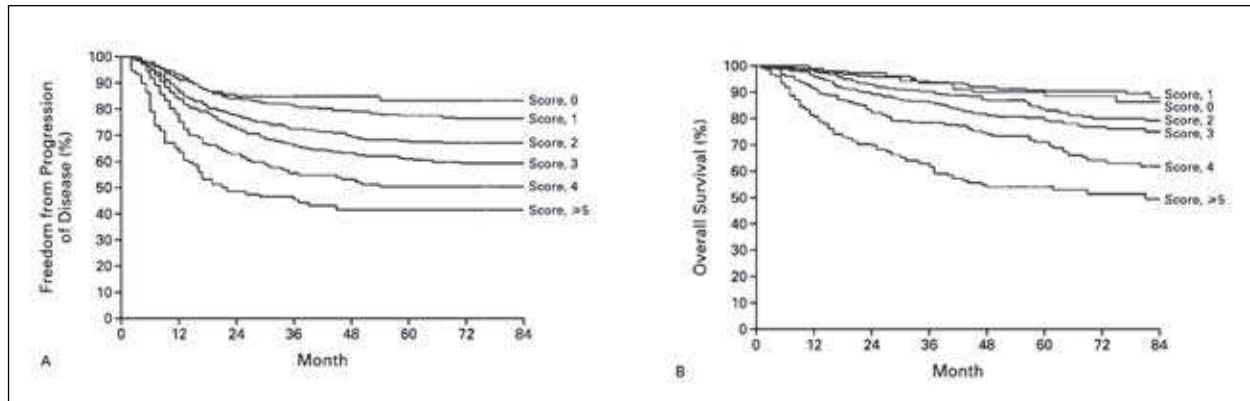 Freedom from Progression
of Disease (%)
100
90
80
70
60
50
40
30
20
10
0
0 12 24 36 48 60 72 84
Month
Score, 0
Score, 1
Score, 2
Score, 3
Score, 4
Score, ≥5
A
Overall Survival (%)
100
90
80
70
60
50
40
30
20
10
0
0 12 24 36 48 60 72 84
Month
Score, 1
Score, 0
Score, 2
Score, 3
Score, 4
Score, ≥5
B